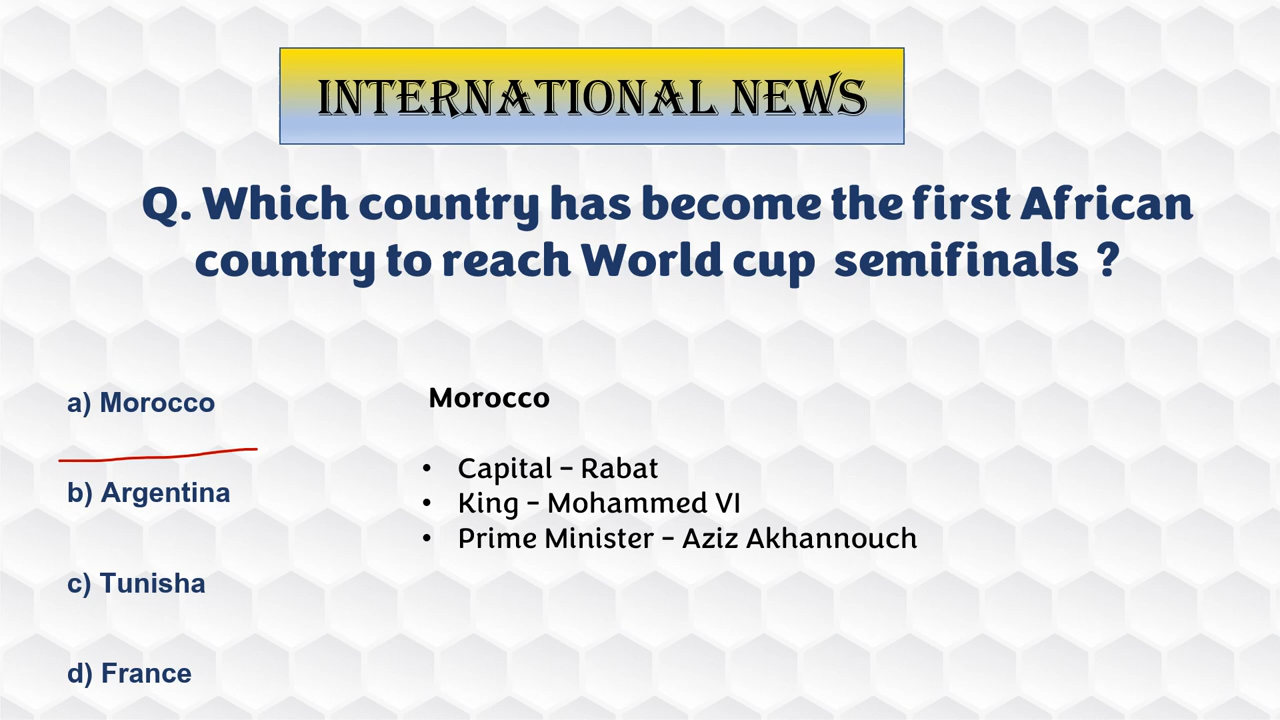 INTERNATIONAL NEWS
Q. Which country has become the first African
country to reach World cup semifinals ?
a) Morocco
b) Argentina
c) Tunisha
d) France
Morocco
• Capital – Rabat
• King – Mohammed VI
• Prime Minister – Aziz Akhannouch